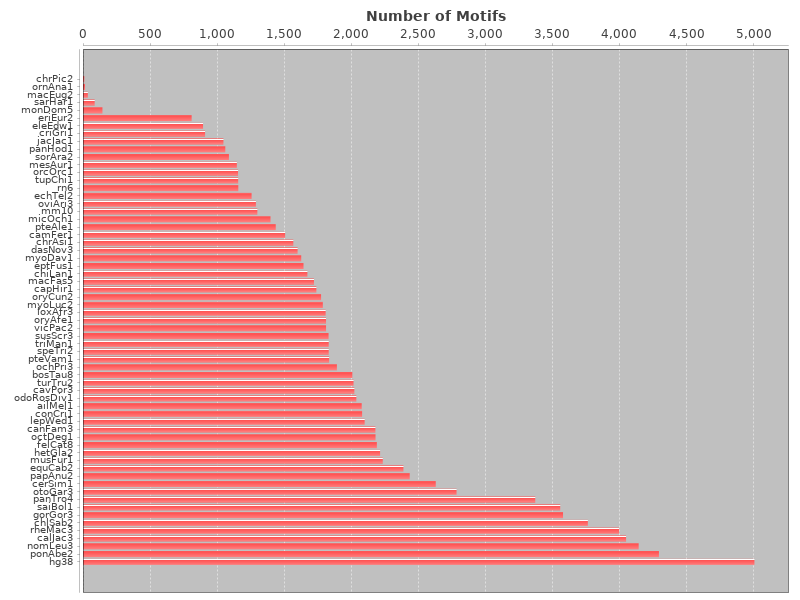 Number of Motifs
0 500 1,000 1,500 2,000 2,500 3,000 3,500 4,000 4,500 5,000
chrPic2
ornAna1
macEug2
sarHar1
monDom5
eriEur2
eleEdw1
criGri1
jacJac1
panHod1
sorAra2
mesAur1
orcOrc1
tupChi1
rn6
echTel2
oviAri3
mm10
micOch1
pteAle1
camFer1
chrAsi1
dasNov3
myoDav1
eptFus1
chiLan1
macFas5
capHir1
oryCun2
myoLuc2
loxAfr3
oryAfe1
vicPac2
susScr3
triMan1
speTri2
pteVam1
ochPri3
bosTau8
turTru2
cavPor3
odoRosDiv1
ailMel1
conCri1
lepWed1
canFam3
octDeg1
felCat8
hetGla2
musFur1
equCab2
papAnu2
cerSim1
otoGar3
panTro4
saiBol1
gorGor3
chlSab2
rheMac3
calJac3
nomLeu3
ponAbe2
hg38